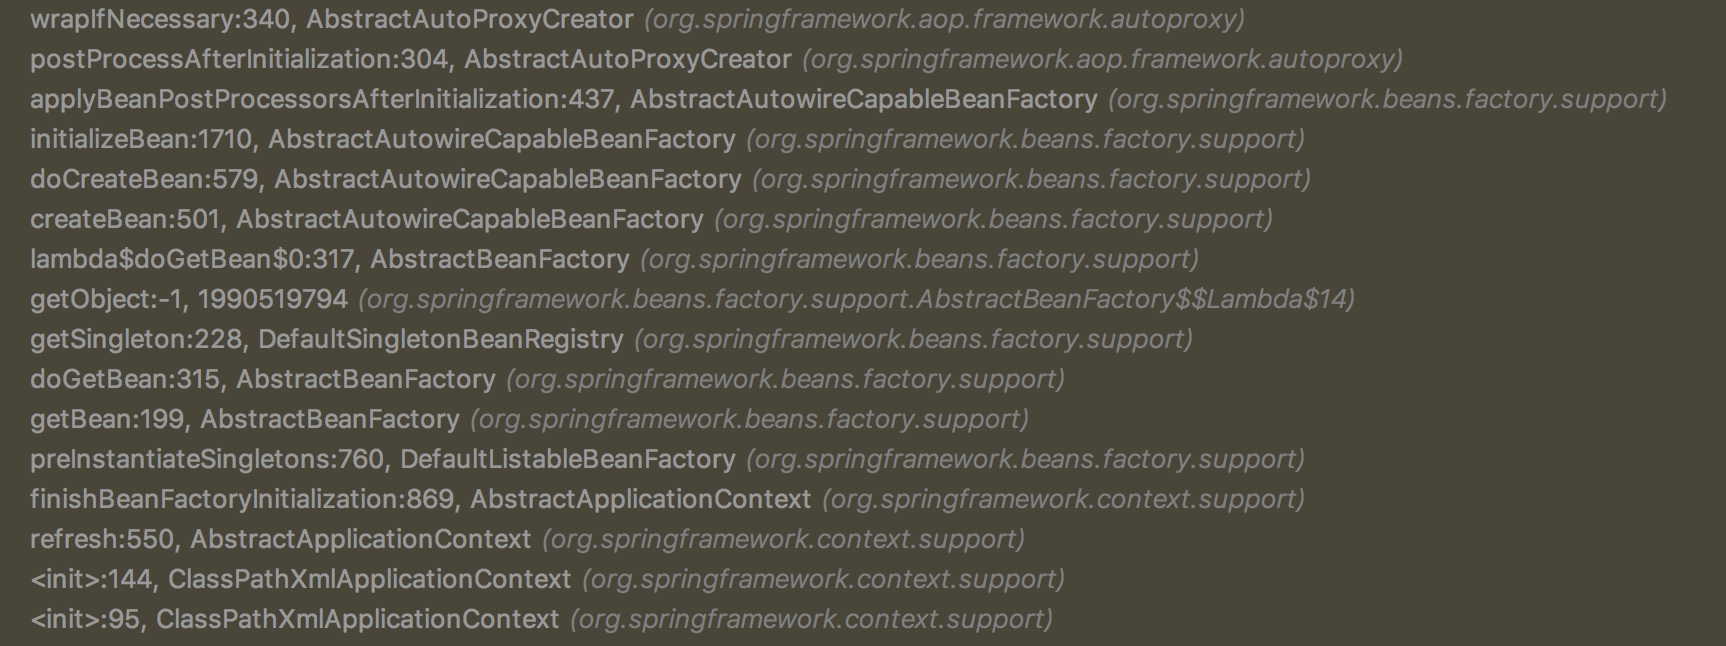 wrapIfNecessary:340, AbstractAutoProxyCreator (org.springframework.aop.framework.autoproxy)
postProcessAfterInitialization:304, AbstractAutoProxyCreator (org.springframework.aop.framework.autoproxy)
applyBeanPostProcessorsAfterInitialization:437, AbstractAutowireCapableBeanFactory (org.springframework.beans.factory.support)
initializeBean:1710, AbstractAutowireCapableBeanFactory (org.springframework.beans.factory.support)
doCreateBean:579, AbstractAutowireCapableBeanFactory (org.springframework.beans.factory.support)
createBean:501, AbstractAutowireCapableBeanFactory (org.springframework.beans.factory.support)
lambda$doGetBean$0:317, AbstractBeanFactory (org.springframework.beans.factory.support)
getObject:-1, 1990519794 (org.springframework.beans.factory.support.AbstractBeanFactory$$Lambda$14)
getSingleton:228, DefaultSingletonBeanRegistry (org.springframework.beans.factory.support)
doGetBean:315, AbstractBeanFactory (org.springframework.beans.factory.support)
getBean:199, AbstractBeanFactory (org.springframework.beans.factory.support)
preInstantiateSingletons:760, DefaultListableBeanFactory (org.springframework.beans.factory.support)
finishBeanFactoryInitialization:869, AbstractApplicationContext (org.springframework.context.support)
refresh:550, AbstractApplicationContext (org.springframework.context.support)
<init>:144, ClassPathXmlApplicationContext (org.springframework.context.support)
<init>:95, ClassPathXmlApplicationContext (org.springframework.context.support)